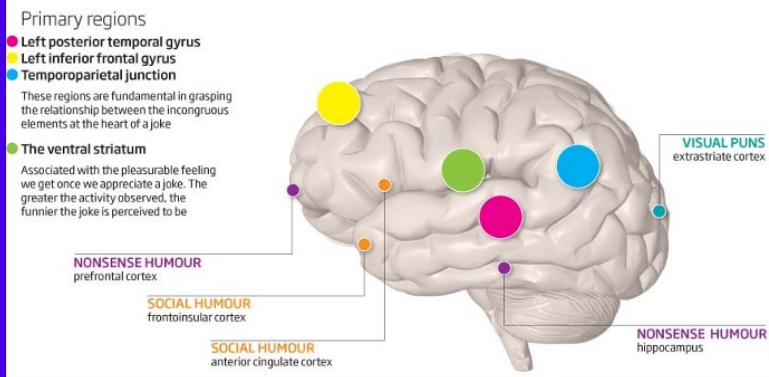 Primary regions
Left posterior temporal gyrus
Left inferior frontal gyrus
Temporoparietal junction
These regions are fundamental in grasping
the relationship between the incongruous
elements at the heart of a joke
The ventral striatum
Associated with the pleasurable feeling
we get once we appreciate a joke. The
greater the activity observed, the
funnier the joke is perceived to be
VISUAL PUNS
extrastriate cortex
NONSENSE HUMOUR
prefrontal cortex
SOCIAL HUMOUR
frontoinsular cortex
SOCIAL HUMOUR
anterior cingulate cortex
NONSENSE HUMOUR
hippocampus